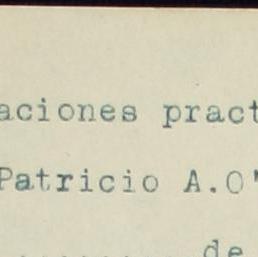 aciones pract
Patricio A.O'
de